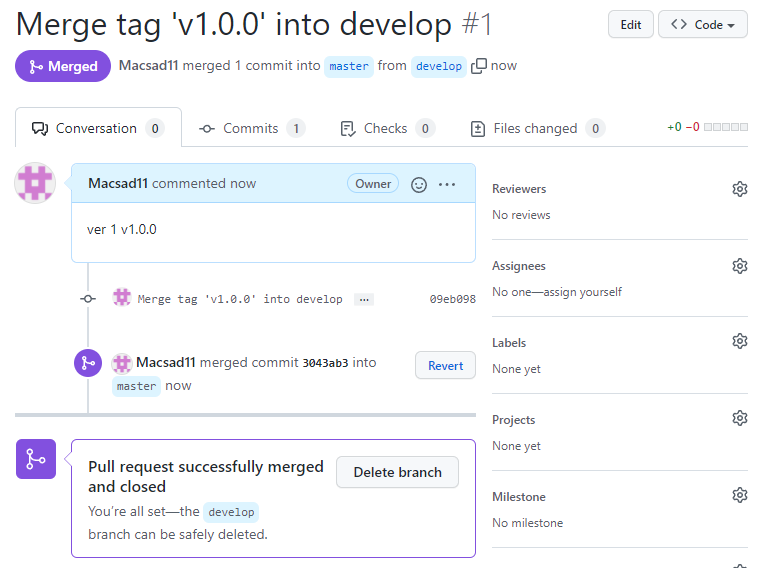 Merge tag 'v1.0.0' into develop #1
Edit
Code
Merged
Macsad11 merged 1 commit into master from develop now
Conversation 0
Commits 1
Checks 0
Files changed 0
+0 −0
Macsad11 commented now
Owner
...
ver 1 v1.0.0
Merge tag 'v1.0.0' into develop ...
09eb098
Macsad11 merged commit 3043ab3 into
master now
Revert
Pull request successfully merged
and closed
You're all set—the develop
branch can be safely deleted.
Delete branch
Reviewers
No reviews
Assignees
No one—assign yourself
Labels
None yet
Projects
None yet
Milestone
No milestone